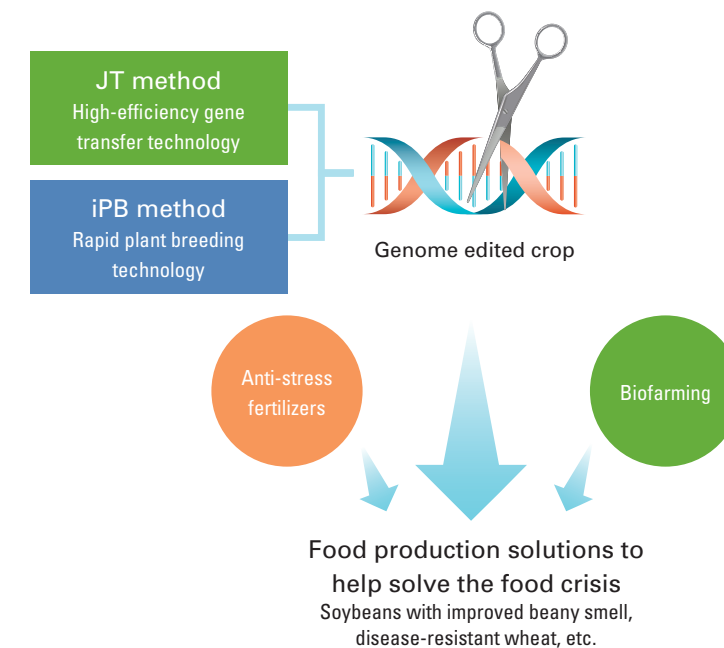 JT method
High-efficiency gene
transfer technology
iPB method
Rapid plant breeding
technology
Genome edited crop
Anti-stress
fertilizers
Biofarming
Food production solutions to
help solve the food crisis
Soybeans with improved beany smell,
disease-resistant wheat, etc.